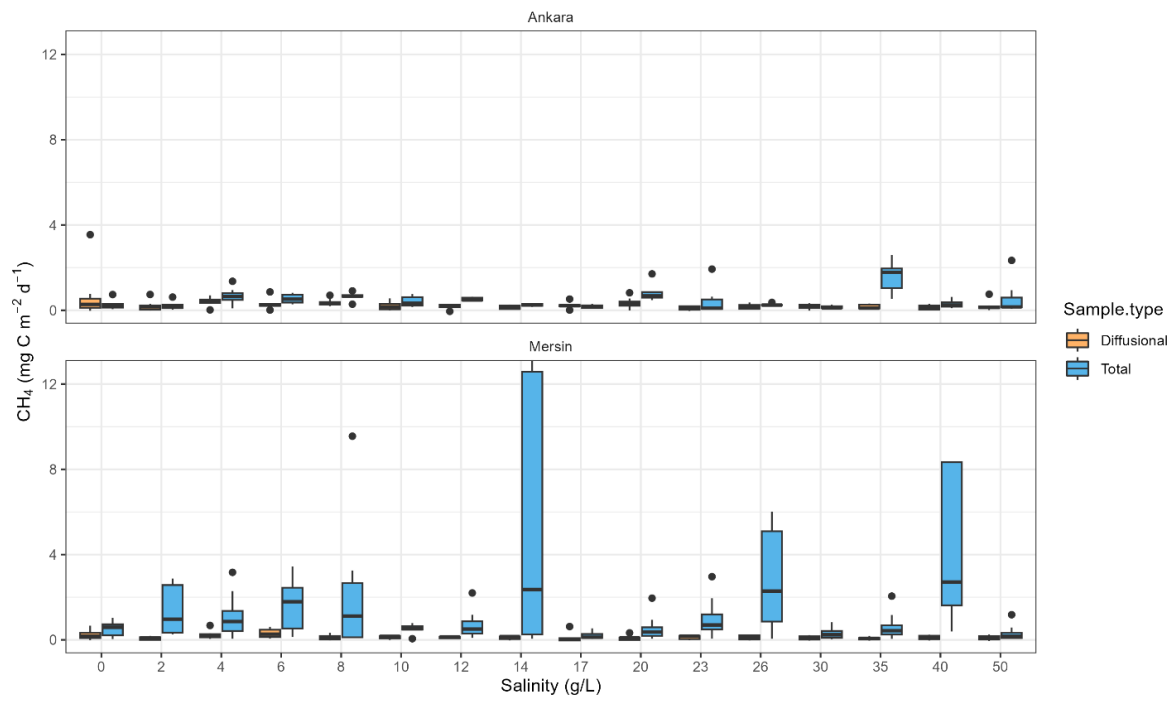 Ankara
12
8
4
0
Mersin
12
8
4
0
0 2 4 6 8 10 12 14 17 20 23 26 30 35 40 50
Salinity (g/L)
CH₄ (mg C m⁻² d⁻¹)
Sample.type
Diffusional
Total